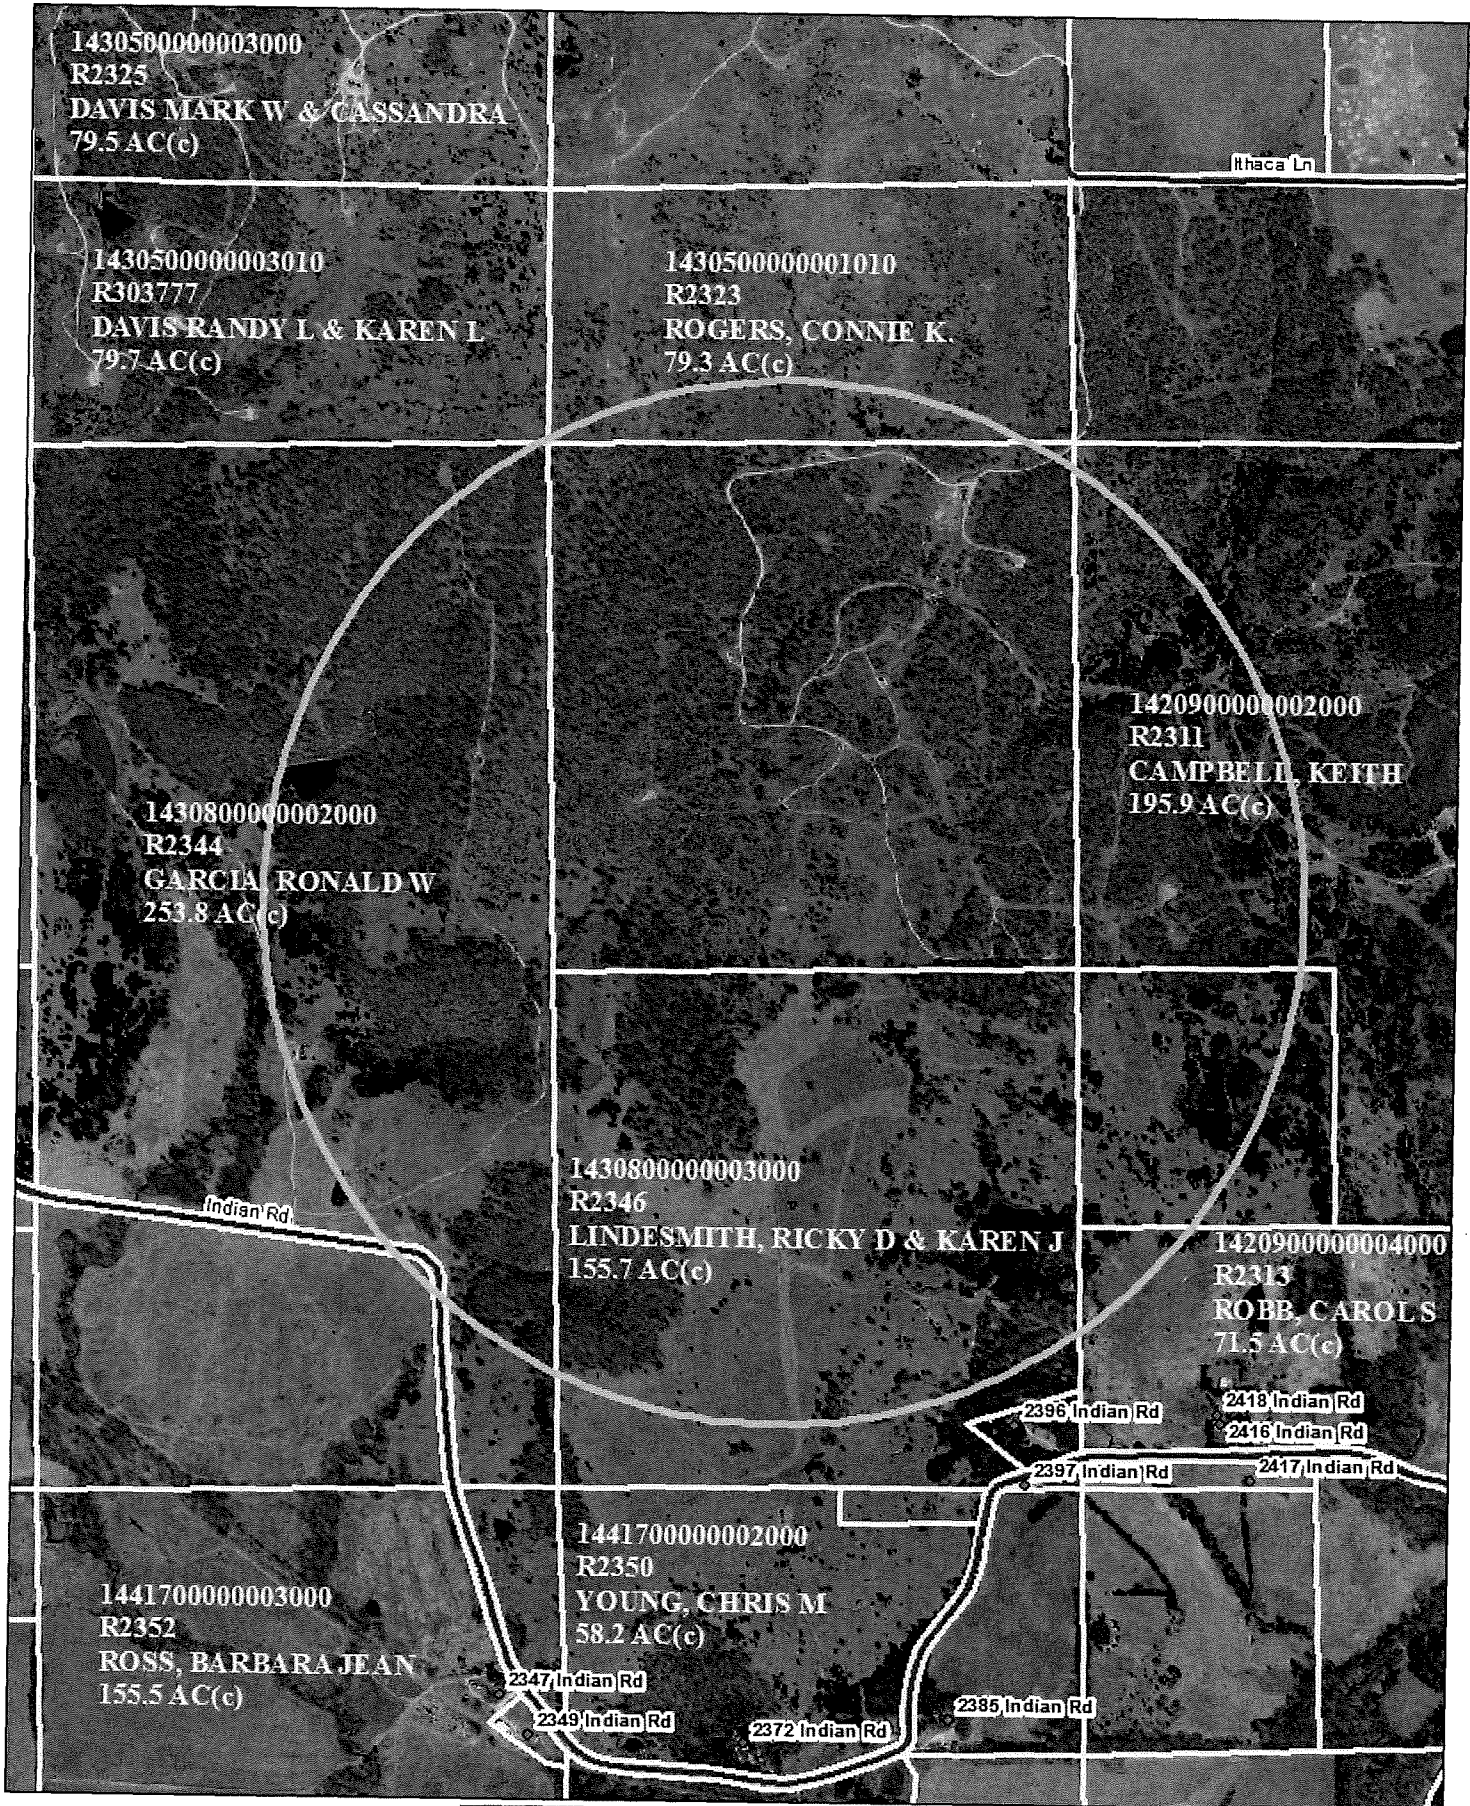 1430500000003000
R2325
DAVIS MARK W & CASSANDRA
79.5 AC(c)
Ithaca Ln
1430500000003010
R303777
DAVIS RANDY L & KAREN L
79.7 AC(c)
1430500000001010
R2323
ROGERS, CONNIE K.
79.3 AC(c)
1420900000002000
R2311
CAMPBELL, KEITH
195.9 AC(c)
1430800000002000
R2344
GARCIA, RONALD W
253.8 AC(c)
1430800000003000
R2346
LINDESMITH, RICKY D & KAREN J
155.7 AC(c)
Indian Rd
1420900000004000
R2313
ROBB, CAROL S
71.5 AC(c)
2418 Indian Rd
2396 Indian Rd
2416 Indian Rd
2397 Indian Rd
2417 Indian Rd
1441700000002000
R2350
YOUNG, CHRIS M
58.2 AC(c)
1441700000003000
R2352
ROSS, BARBARA JEAN
155.5 AC(c)
2347 Indian Rd
2349 Indian Rd
2372 Indian Rd
2385 Indian Rd